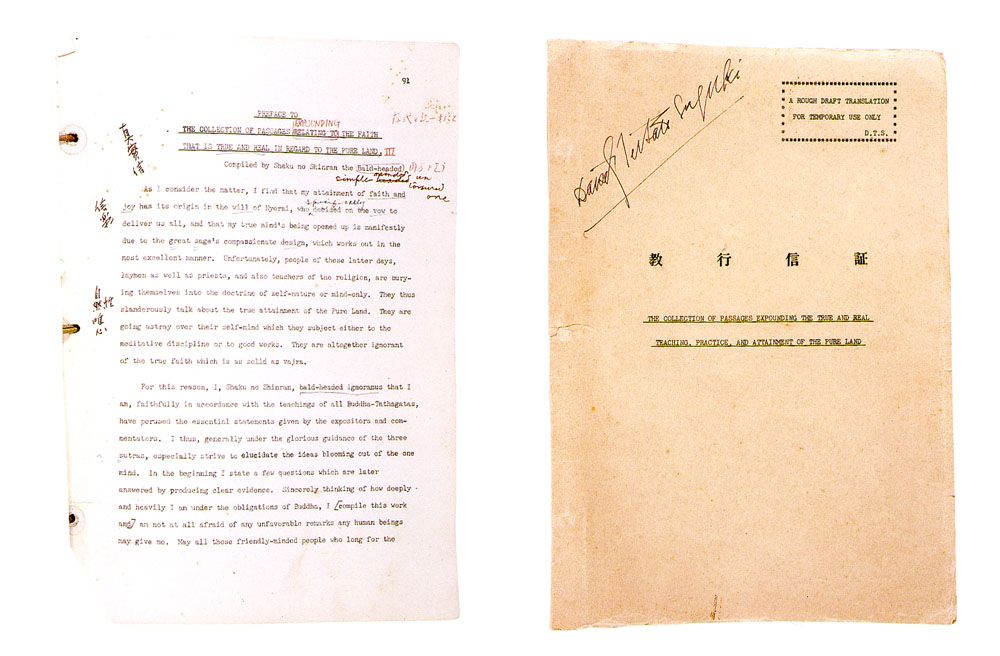 91
PREFACE TO
EXPOUNDING
THE COLLECTION OF PASSAGES RELATING TO THE FAITH
THAT IS TRUE AND REAL IN REGARD TO THE PURE LAND, III
Compiled by Shaku no Shinran the (Bald-headed)
simple
one
真實信
As I consider the matter, I find that my attainment of faith and
joy has its origin in the will of Nyorai, who decided on the vow to
deliver us all, and that my true mind's being opened up is manifestly
due to the great sage's compassionate design, which works out in the
most excellent manner. Unfortunately, people of these latter days,
laymen as well as priests, and also teachers of the religion, are bury-
ing themselves into the doctrine of self-nature or mind-only. They thus
slanderously talk about the true attainment of the Pure Land. They are
going astray over their self-mind which they subject either to the
meditative discipline or to good works. They are altogether ignorant
of the true faith which is as solid as vajra.
信樂
自性唯心
For this reason, I, Shaku no Shinran, bald-headed ignoramus that I
am, faithfully in accordance with the teachings of all Buddha-Tathagatas,
have perused the essential statements given by the expositors and com-
mentators. I thus, generally under the glorious guidance of the three
sutras, especially strive to elucidate the ideas blooming out of the one
mind. In the beginning I state a few questions which are later
answered by producing clear evidence. Sincerely thinking of how deeply
and heavily I am under the obligations of Buddha, I [compile this work
and] am not at all afraid of any unfavorable remarks any human beings
may give me. May all these friendly-minded people who long for the
Daisetz Teitaro Suzuki
A ROUGH DRAFT TRANSLATION
FOR TEMPORARY USE ONLY
D.T.S.
教行信証
THE COLLECTION OF PASSAGES EXPOUNDING THE TRUE AND REAL
TEACHING, PRACTICE, AND ATTAINMENT OF THE PURE LAND